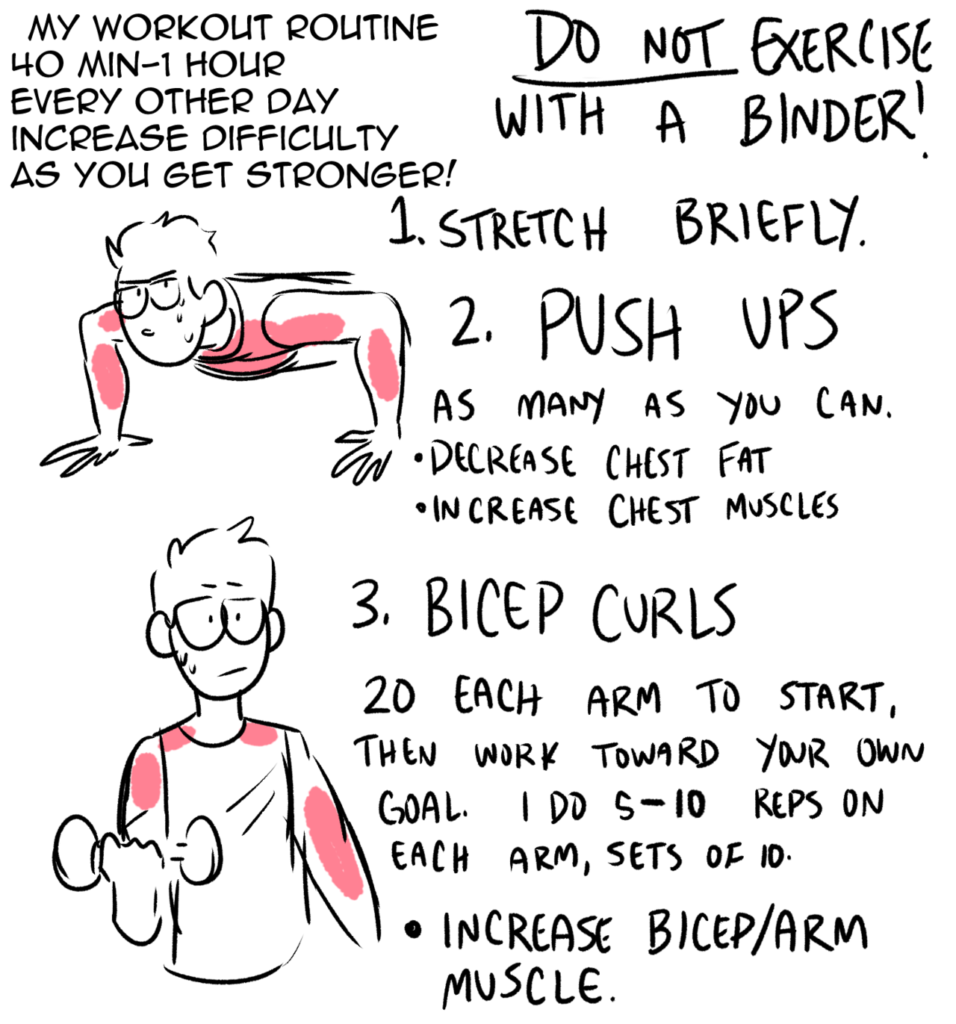 MY WORKOUT ROUTINE
40 MIN-1 HOUR
EVERY OTHER DAY
INCREASE DIFFICULTY
AS YOU GET STRONGER!
DO NOT EXERCISE
WITH A BINDER!
1. STRETCH BRIEFLY.
2. PUSH UPS
AS MANY AS YOU CAN.
•DECREASE CHEST FAT
•INCREASE CHEST MUSCLES
3. BICEP CURLS
20 EACH ARM TO START,
THEN WORK TOWARD YOUR OWN
GOAL. I DO 5-10 REPS ON
EACH ARM, SETS OF 10.
• INCREASE BICEP/ARM
MUSCLE.